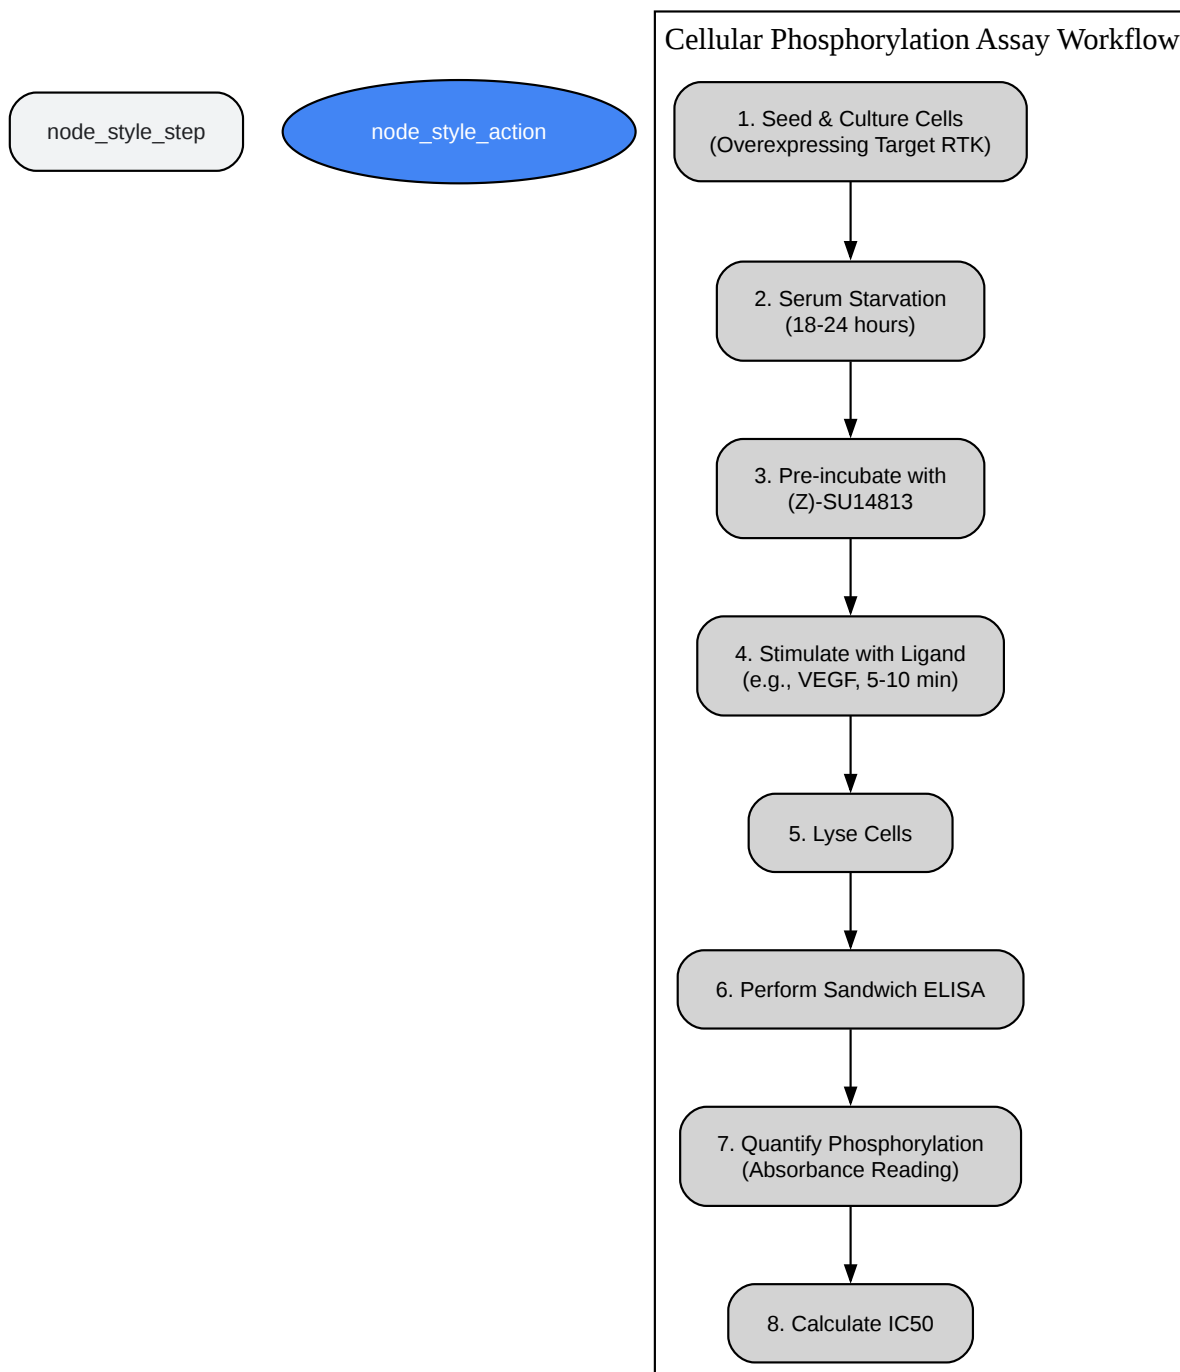 Cellular Phosphorylation Assay Workflow
node_style_step
node_style_action
1. Seed & Culture Cells
(Overexpressing Target RTK)
2. Serum Starvation
(18-24 hours)
3. Pre-incubate with
(Z)-SU14813
4. Stimulate with Ligand
(e.g., VEGF, 5-10 min)
5. Lyse Cells
6. Perform Sandwich ELISA
7. Quantify Phosphorylation
(Absorbance Reading)
8. Calculate IC50